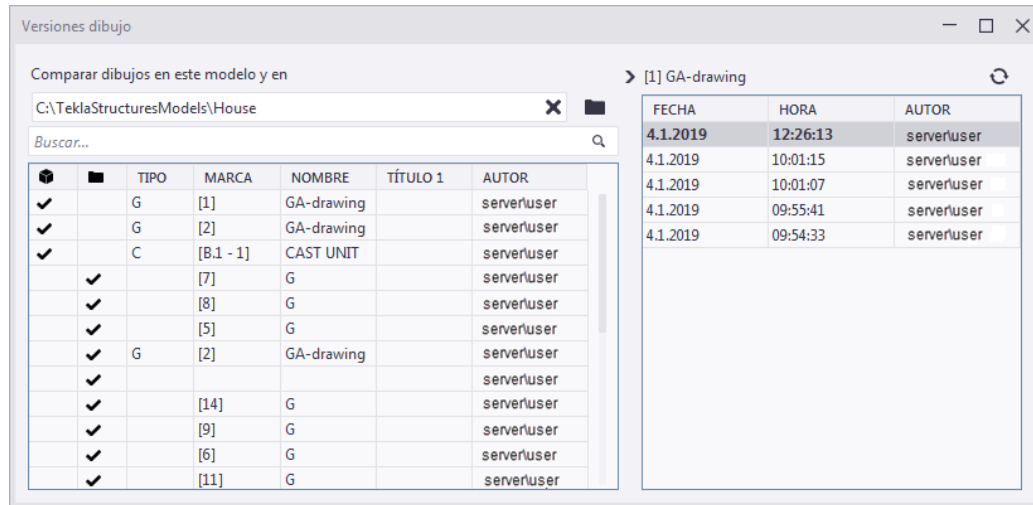 Versiones dibujo
Comparar dibujos en este modelo y en
C:\TeklaStructuresModels\House
Buscar...
TIPO MARCA NOMBRE TÍTULO 1 AUTOR
G [1] GA-drawing server\user
G [2] GA-drawing server\user
C [B.1 - 1] CAST UNIT server\user
[7] G server\user
[8] G server\user
[5] G server\user
G [2] GA-drawing server\user
server\user
[14] G server\user
[9] G server\user
[6] G server\user
[11] G server\user
[1] GA-drawing
FECHA HORA AUTOR
4.1.2019 12:26:13 server\user
4.1.2019 10:01:15 server\user
4.1.2019 10:01:07 server\user
4.1.2019 09:55:41 server\user
4.1.2019 09:54:33 server\user